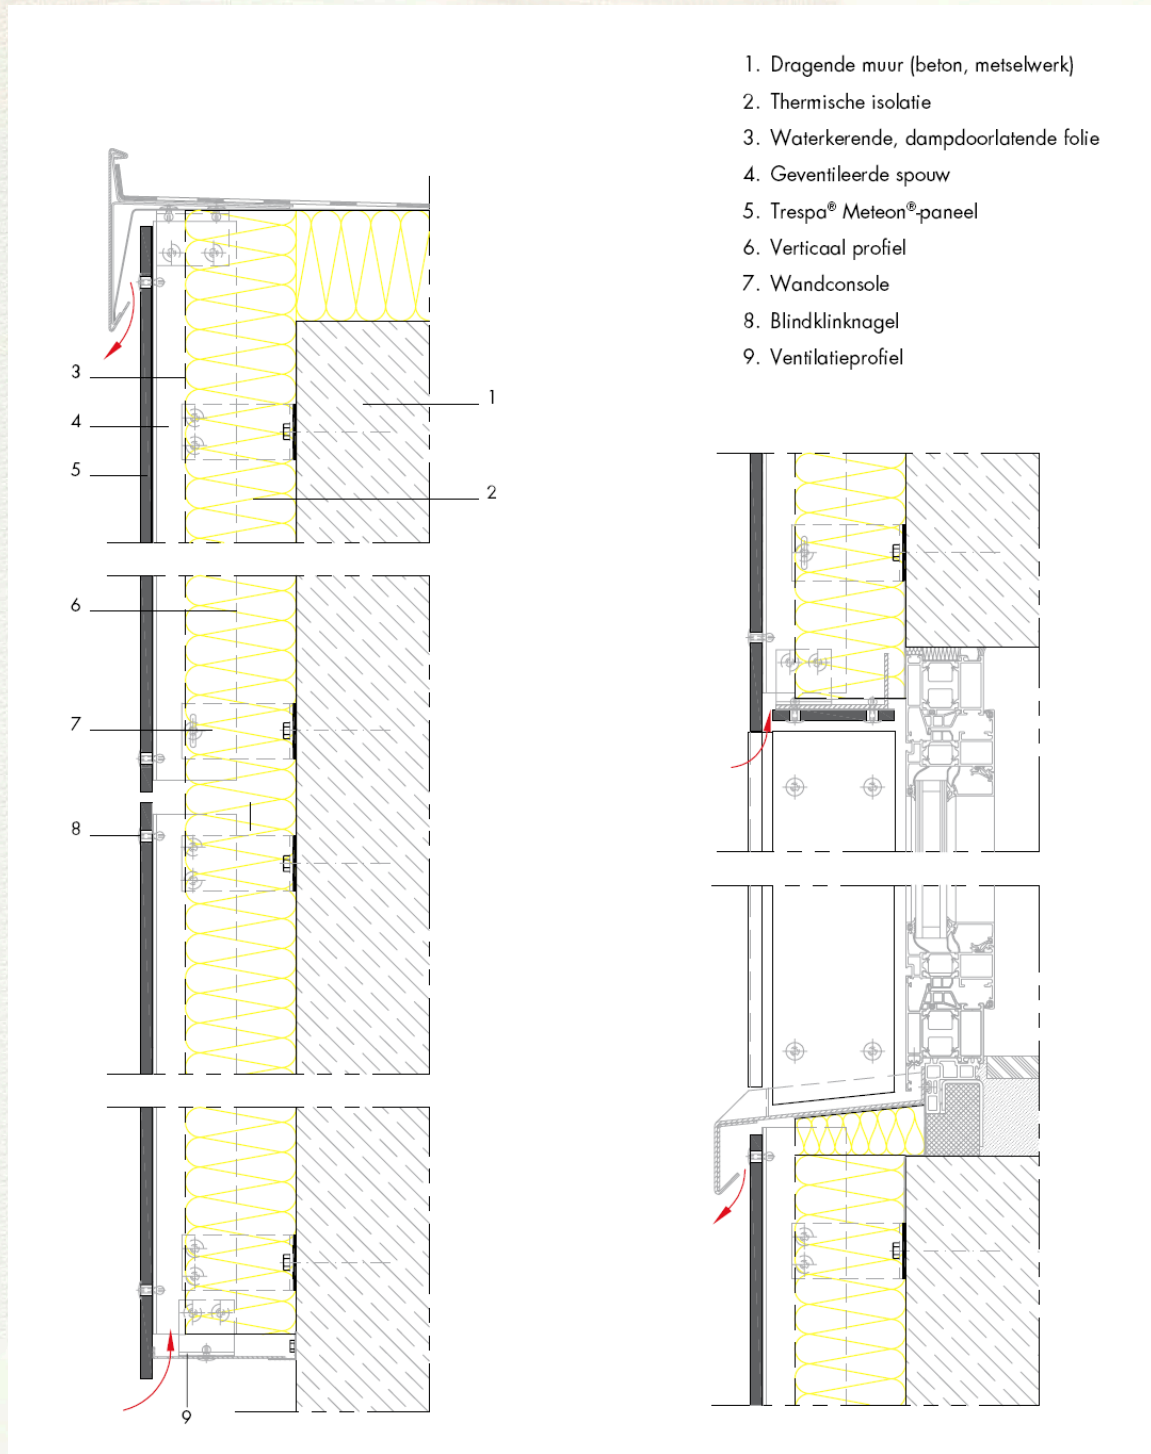 1. Dragende muur (beton, metselwerk)
2. Thermische isolatie
3. Waterkerende, dampdoorlatende folie
4. Geventileerde spouw
5. Trespa® Meteon®-paneel
6. Verticaal profiel
7. Wandconsole
8. Blindklinknagel
9. Ventilatieprofiel
3
1
4
5
2
6
7
8
9